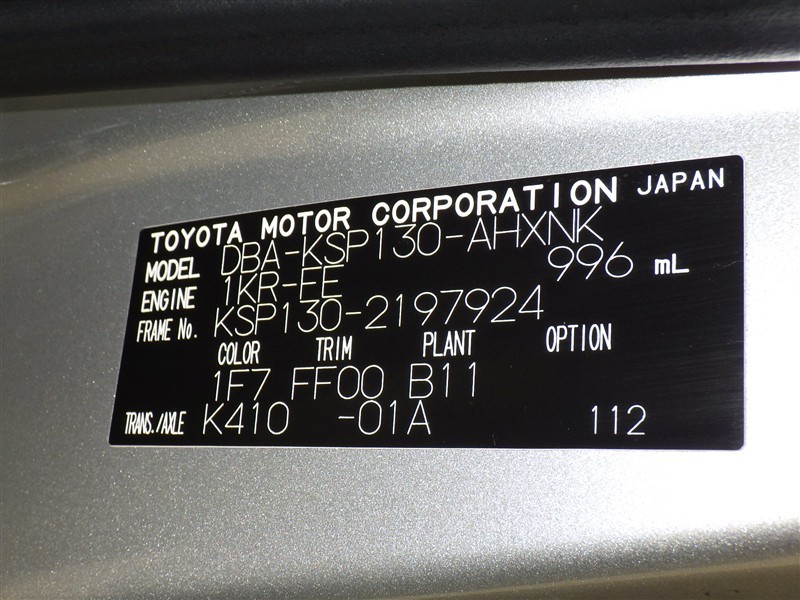 TOYOTA MOTOR CORPORATION JAPAN
MODEL DBA-KSP130-AHXNK
ENGINE 1KR-FE 996 mL
FRAME No. KSP130-2197924
COLOR TRIM PLANT OPTION
1F7 FF00 B11
TRANS./AXLE K410 -01A 112